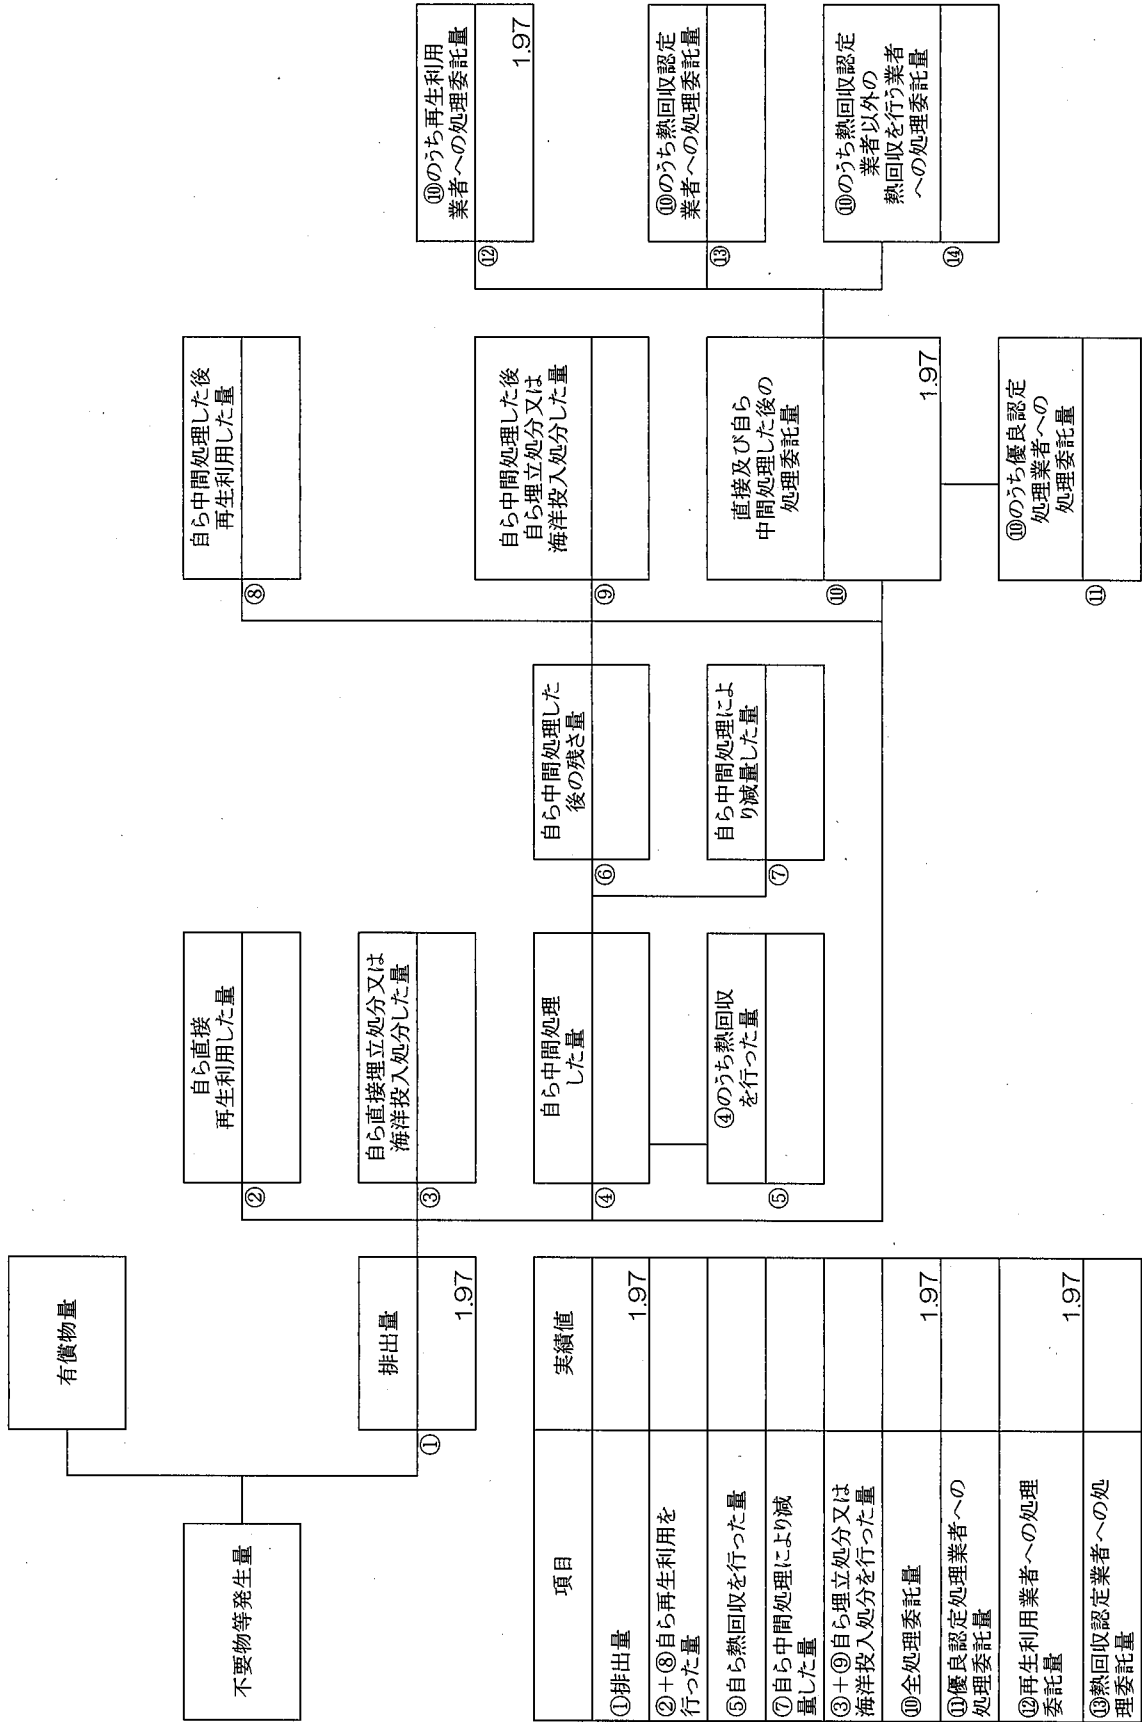 不要物等発生量
有償物量
①
排出量
1.97
②
自ら直接
再生利用した量
③
自ら直接埋立処分又は
海洋投入処分した量
④
自ら中間処理
した量
⑤
④のうち熱回収
を行った量
⑥
自ら中間処理した
後の残さ量
⑦
自ら中間処理によ
り減量した量
⑧
自ら中間処理した後
再生利用した量
⑨
自ら中間処理した後
自ら埋立処分又は
海洋投入処分した量
⑩
直接及び自ら
中間処理した後の
処理委託量
1.97
⑪
⑩のうち優良認定
処理業者への
処理委託量
⑫
⑩のうち再生利用
業者への処理委託量
1.97
⑬
⑩のうち熱回収認定
業者への処理委託量
⑭
⑩のうち熱回収認定
業者以外の
熱回収を行う業者
への処理委託量
項目
実績値
①排出量
1.97
②+⑧自ら再生利用を
行った量
⑤自ら熱回収を行った量
⑦自ら中間処理により減
量した量
③+⑨自ら埋立処分又は
海洋投入処分を行った量
⑩全処理委託量
1.97
⑪優良認定処理業者への
処理委託量
⑫再生利用業者への処理
委託量
1.97
⑬熱回収認定業者への処
理委託量